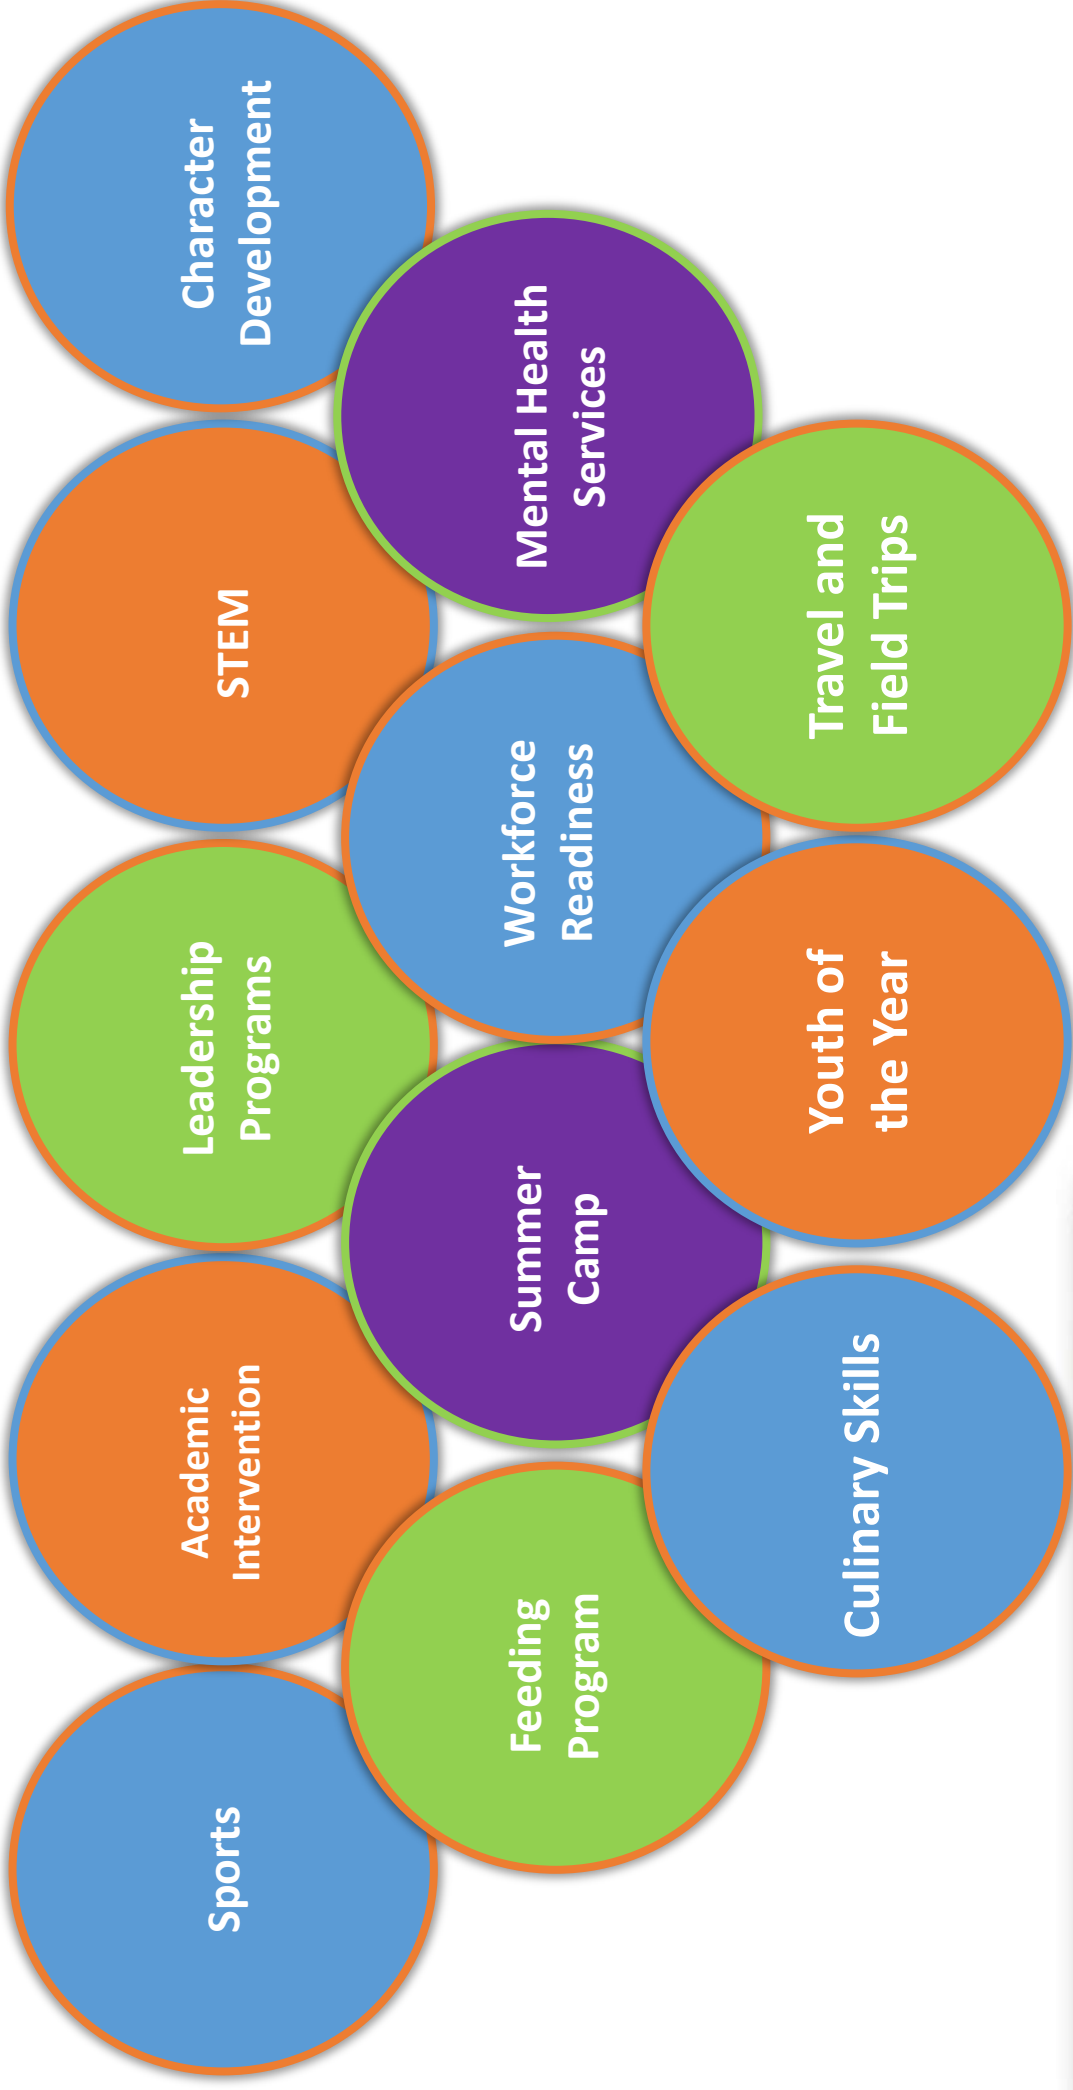 Sports
Academic
Intervention
Leadership
Programs
STEM
Character
Development
Feeding
Program
Summer
Camp
Workforce
Readiness
Mental Health
Services
Culinary Skills
Youth of
the Year
Travel and
Field Trips